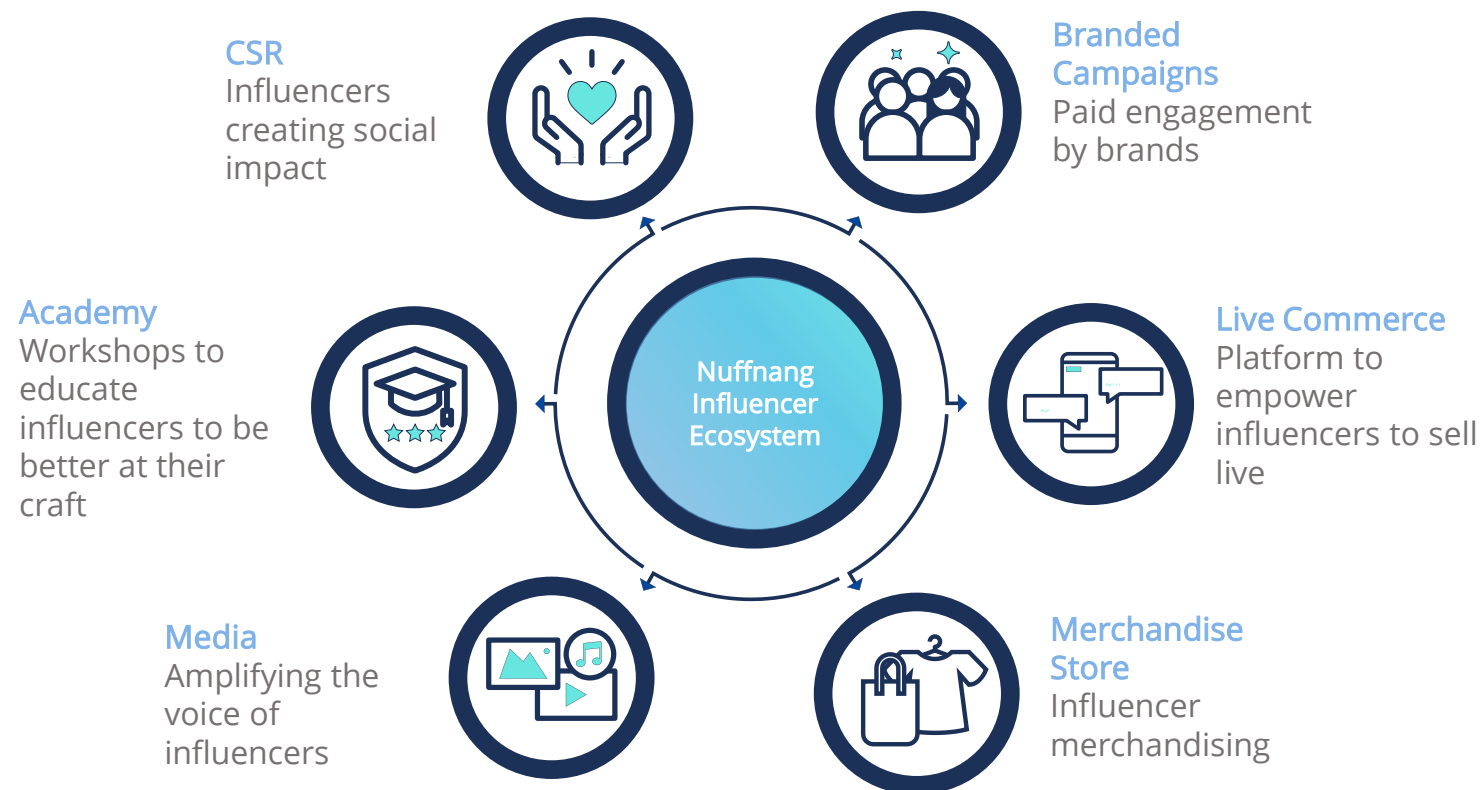 CSR
Influencers
creating social
impact
Branded
Campaigns
Paid engagement
by brands
Academy
Workshops to
educate
influencers to be
better at their
craft
Nuffnang
Influencer
Ecosystem
Live Commerce
Platform to
empower
influencers to sell
live
Media
Amplifying the
voice of
influencers
Merchandise
Store
Influencer
merchandising